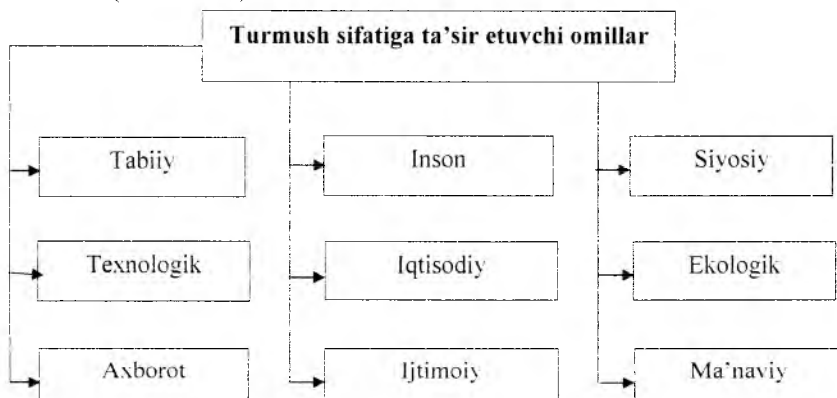 Turmush sifatiga ta’sir etuvchi omillar
Tabiiy
Inson
Siyosiy
Texnologik
Iqtisodiy
Ekologik
Axborot
Ijtimoiy
Ma’naviy